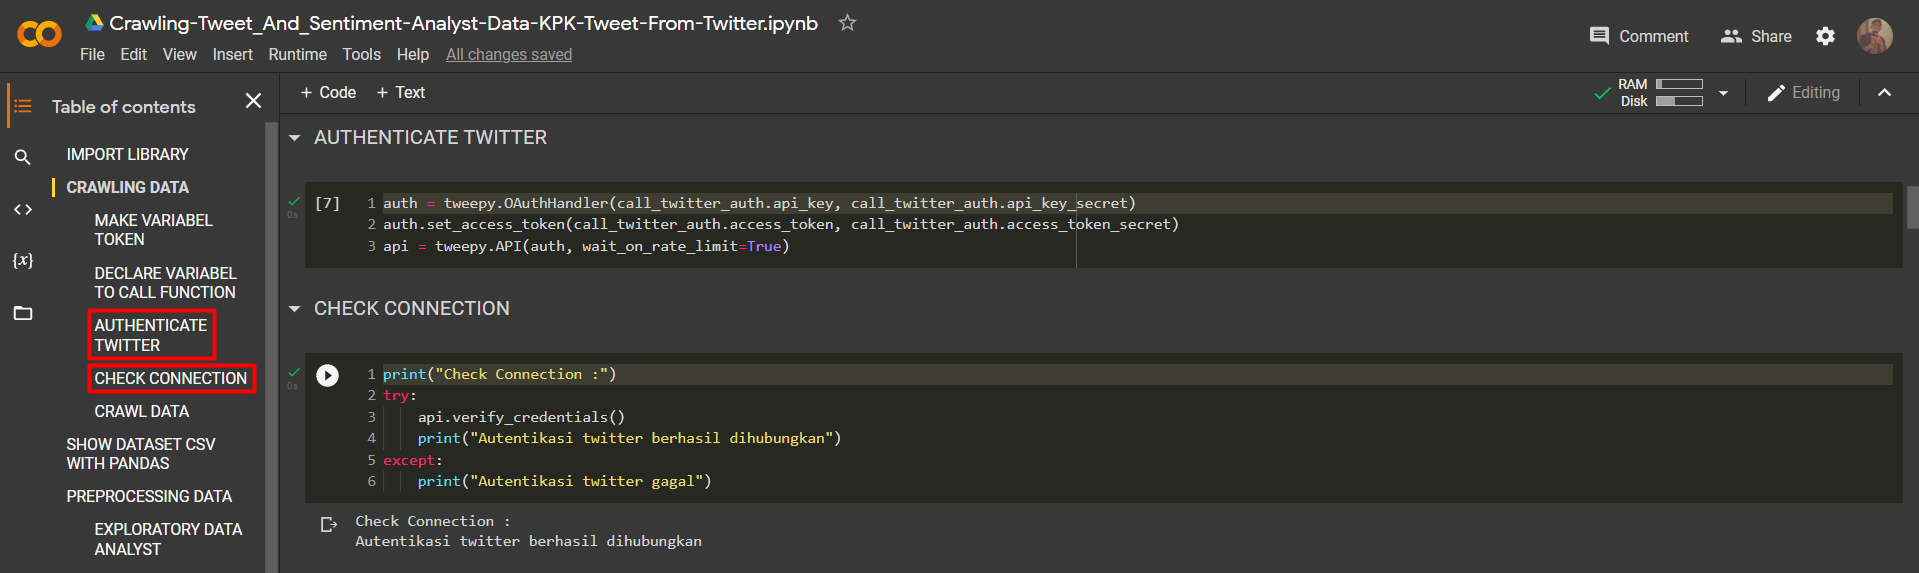 Crawling-Tweet_And_Sentiment-Analyst-Data-KPK-Tweet-From-Twitter.ipynb
File Edit View Insert Runtime Tools Help All changes saved
Comment
Share
Table of contents
IMPORT LIBRARY
CRAWLING DATA
MAKE VARIABEL
TOKEN
DECLARE VARIABEL
TO CALL FUNCTION
AUTHENTICATE
TWITTER
CHECK CONNECTION
CRAWL DATA
SHOW DATASET CSV
WITH PANDAS
PREPROCESSING DATA
EXPLORATORY DATA
ANALYST
{x}
+ Code + Text
RAM
Disk
Editing
AUTHENTICATE TWITTER
0s
[7]
1 auth = tweepy.OAuthHandler(call_twitter_auth.api_key, call_twitter_auth.api_key_secret)
2 auth.set_access_token(call_twitter_auth.access_token, call_twitter_auth.access_token_secret)
3 api = tweepy.API(auth, wait_on_rate_limit=True)
CHECK CONNECTION
0s
1 print("Check Connection :")
2 try:
3     api.verify_credentials()
4     print("Autentikasi twitter berhasil dihubungkan")
5 except:
6     print("Autentikasi twitter gagal")
Check Connection :
Autentikasi twitter berhasil dihubungkan